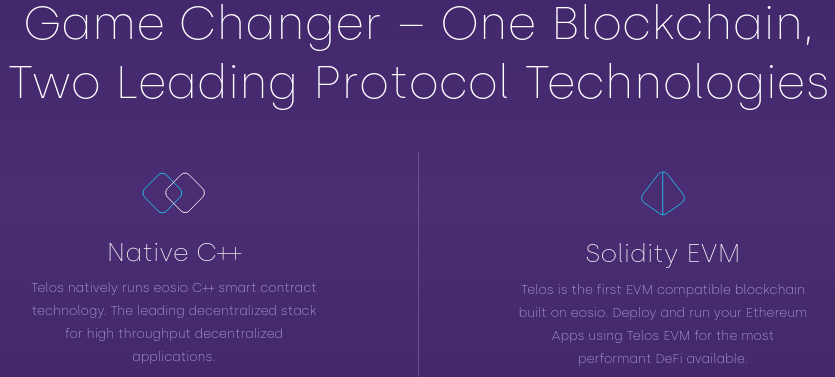 Game Changer – One Blockchain,
Two Leading Protocol Technologies
Native C++
Telos natively runs eosio C++ smart contract
technology. The leading decentralized stack
for high throughput decentralized
applications.
Solidity EVM
Telos is the first EVM compatible blockchain
built on eosio. Deploy and run your Ethereum
Apps using Telos EVM for the most
performant DeFi available.